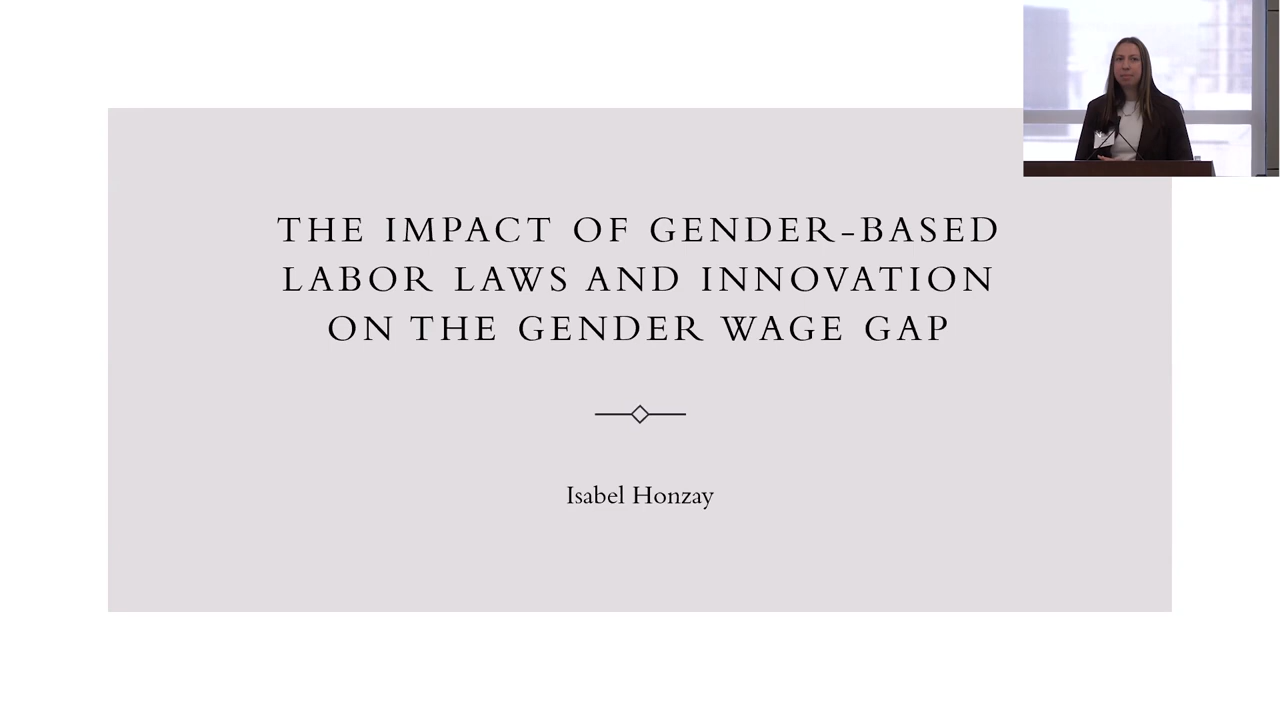 THE IMPACT OF GENDER-BASED
LABOR LAWS AND INNOVATION
ON THE GENDER WAGE GAP
Isabel Honzay